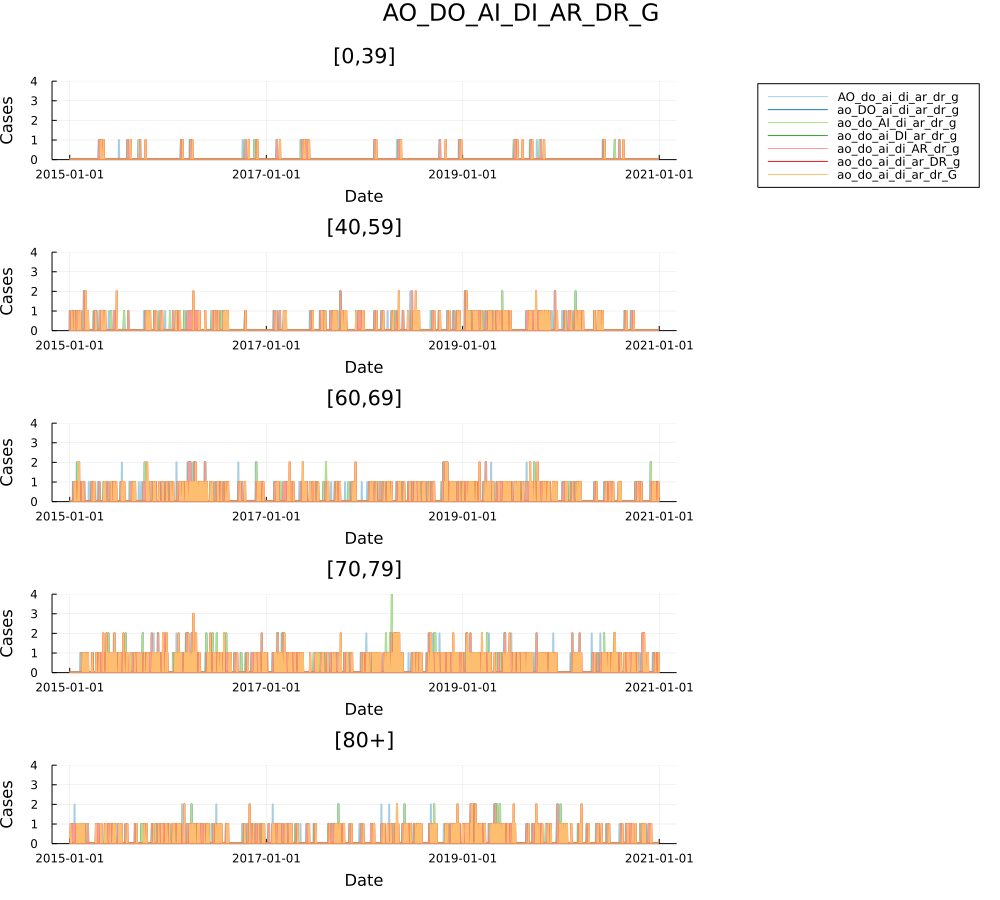 AO_DO_AI_DI_AR_DR_G
[0,39]
4
3
2
1
0
Cases
2015-01-01 2017-01-01 2019-01-01 2021-01-01
Date
AO_do_ai_di_ar_dr_g
ao_DO_ai_di_ar_dr_g
ao_do_AI_di_ar_dr_g
ao_do_ai_DI_ar_dr_g
ao_do_ai_di_AR_dr_g
ao_do_ai_di_ar_DR_g
ao_do_ai_di_ar_dr_G
[40,59]
4
3
2
1
0
Cases
2015-01-01 2017-01-01 2019-01-01 2021-01-01
Date
[60,69]
4
3
2
1
0
Cases
2015-01-01 2017-01-01 2019-01-01 2021-01-01
Date
[70,79]
4
3
2
1
0
Cases
2015-01-01 2017-01-01 2019-01-01 2021-01-01
Date
[80+]
4
3
2
1
0
Cases
2015-01-01 2017-01-01 2019-01-01 2021-01-01
Date